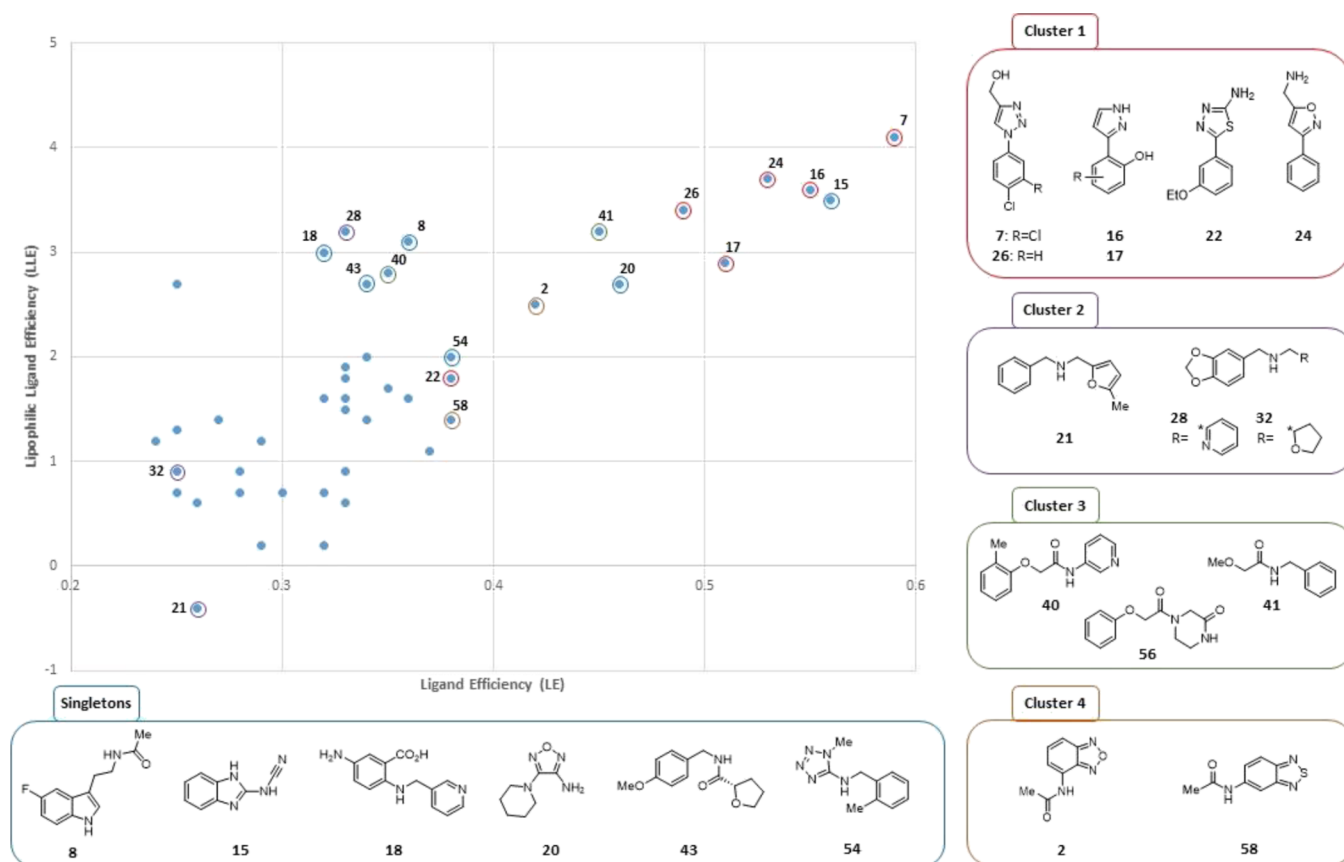 5
4
3
2
1
0
-1
0.2
0.3
0.4
0.5
0.6
Lipophilic Ligand Efficiency (LLE)
Ligand Efficiency (LE)
7
24
16
15
26
17
41
20
28
8
18
43
40
2
54
22
58
32
21
Cluster 1
OH
N
N
N
R
Cl
7: R=Cl
26: R=H
NH
N
OH
R
16
17
NH₂
N
N
S
EtO
22
NH₂
O
N
24
Cluster 2
N
H
O
Me
21
O
O
N
H
R
28
R=
*
N
32
R=
*
O
Cluster 3
Me
O
O
N
H
N
40
MeO
O
N
H
41
O
O
N
O
NH
56
Cluster 4
N
O
N
NH
Me
O
2
O
Me
N
H
N
S
N
58
Singletons
Me
HN
O
F
N
H
8
H
N
N
N
NH
15
H₂N
CO₂H
N
H
N
18
O
N
N
N
NH₂
20
MeO
NH
O
O
43
Me
N
N
N
N
N
H
Me
54